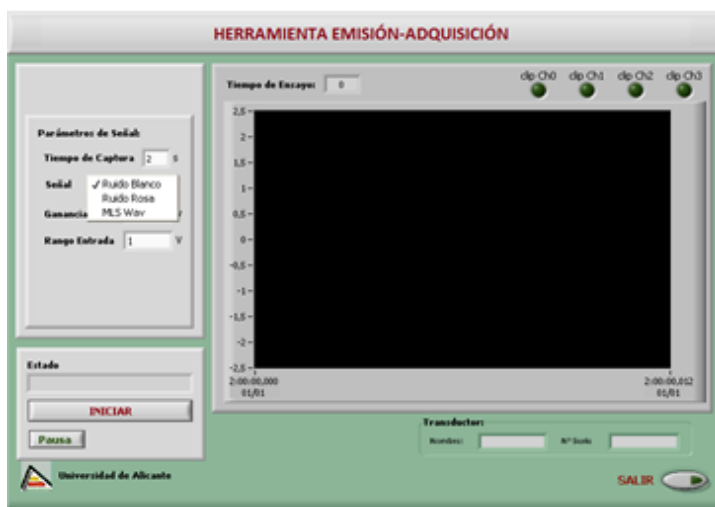 HERRAMIENTA EMISIÓN-ADQUISICIÓN
Tiempo de Ensayo: 0
clip Ch0 clip Ch1 clip Ch2 clip Ch3
Parámetros de Señal:
Tiempo de Captura 2 s
Señal ✓ Ruido Blanco
Ruido Rosa
MLS Wav
Ganancia
Rango Entrada 1 V
2,5
2
1,5
1
0,5
0
-0,5
-1
-1,5
-2
-2,5
2:00:00,000
01/01
2:00:00,012
01/01
Estado
INICIAR
Pausa
Transductor:
Nombre:
Nº Serie
Universidad de Alicante
SALIR